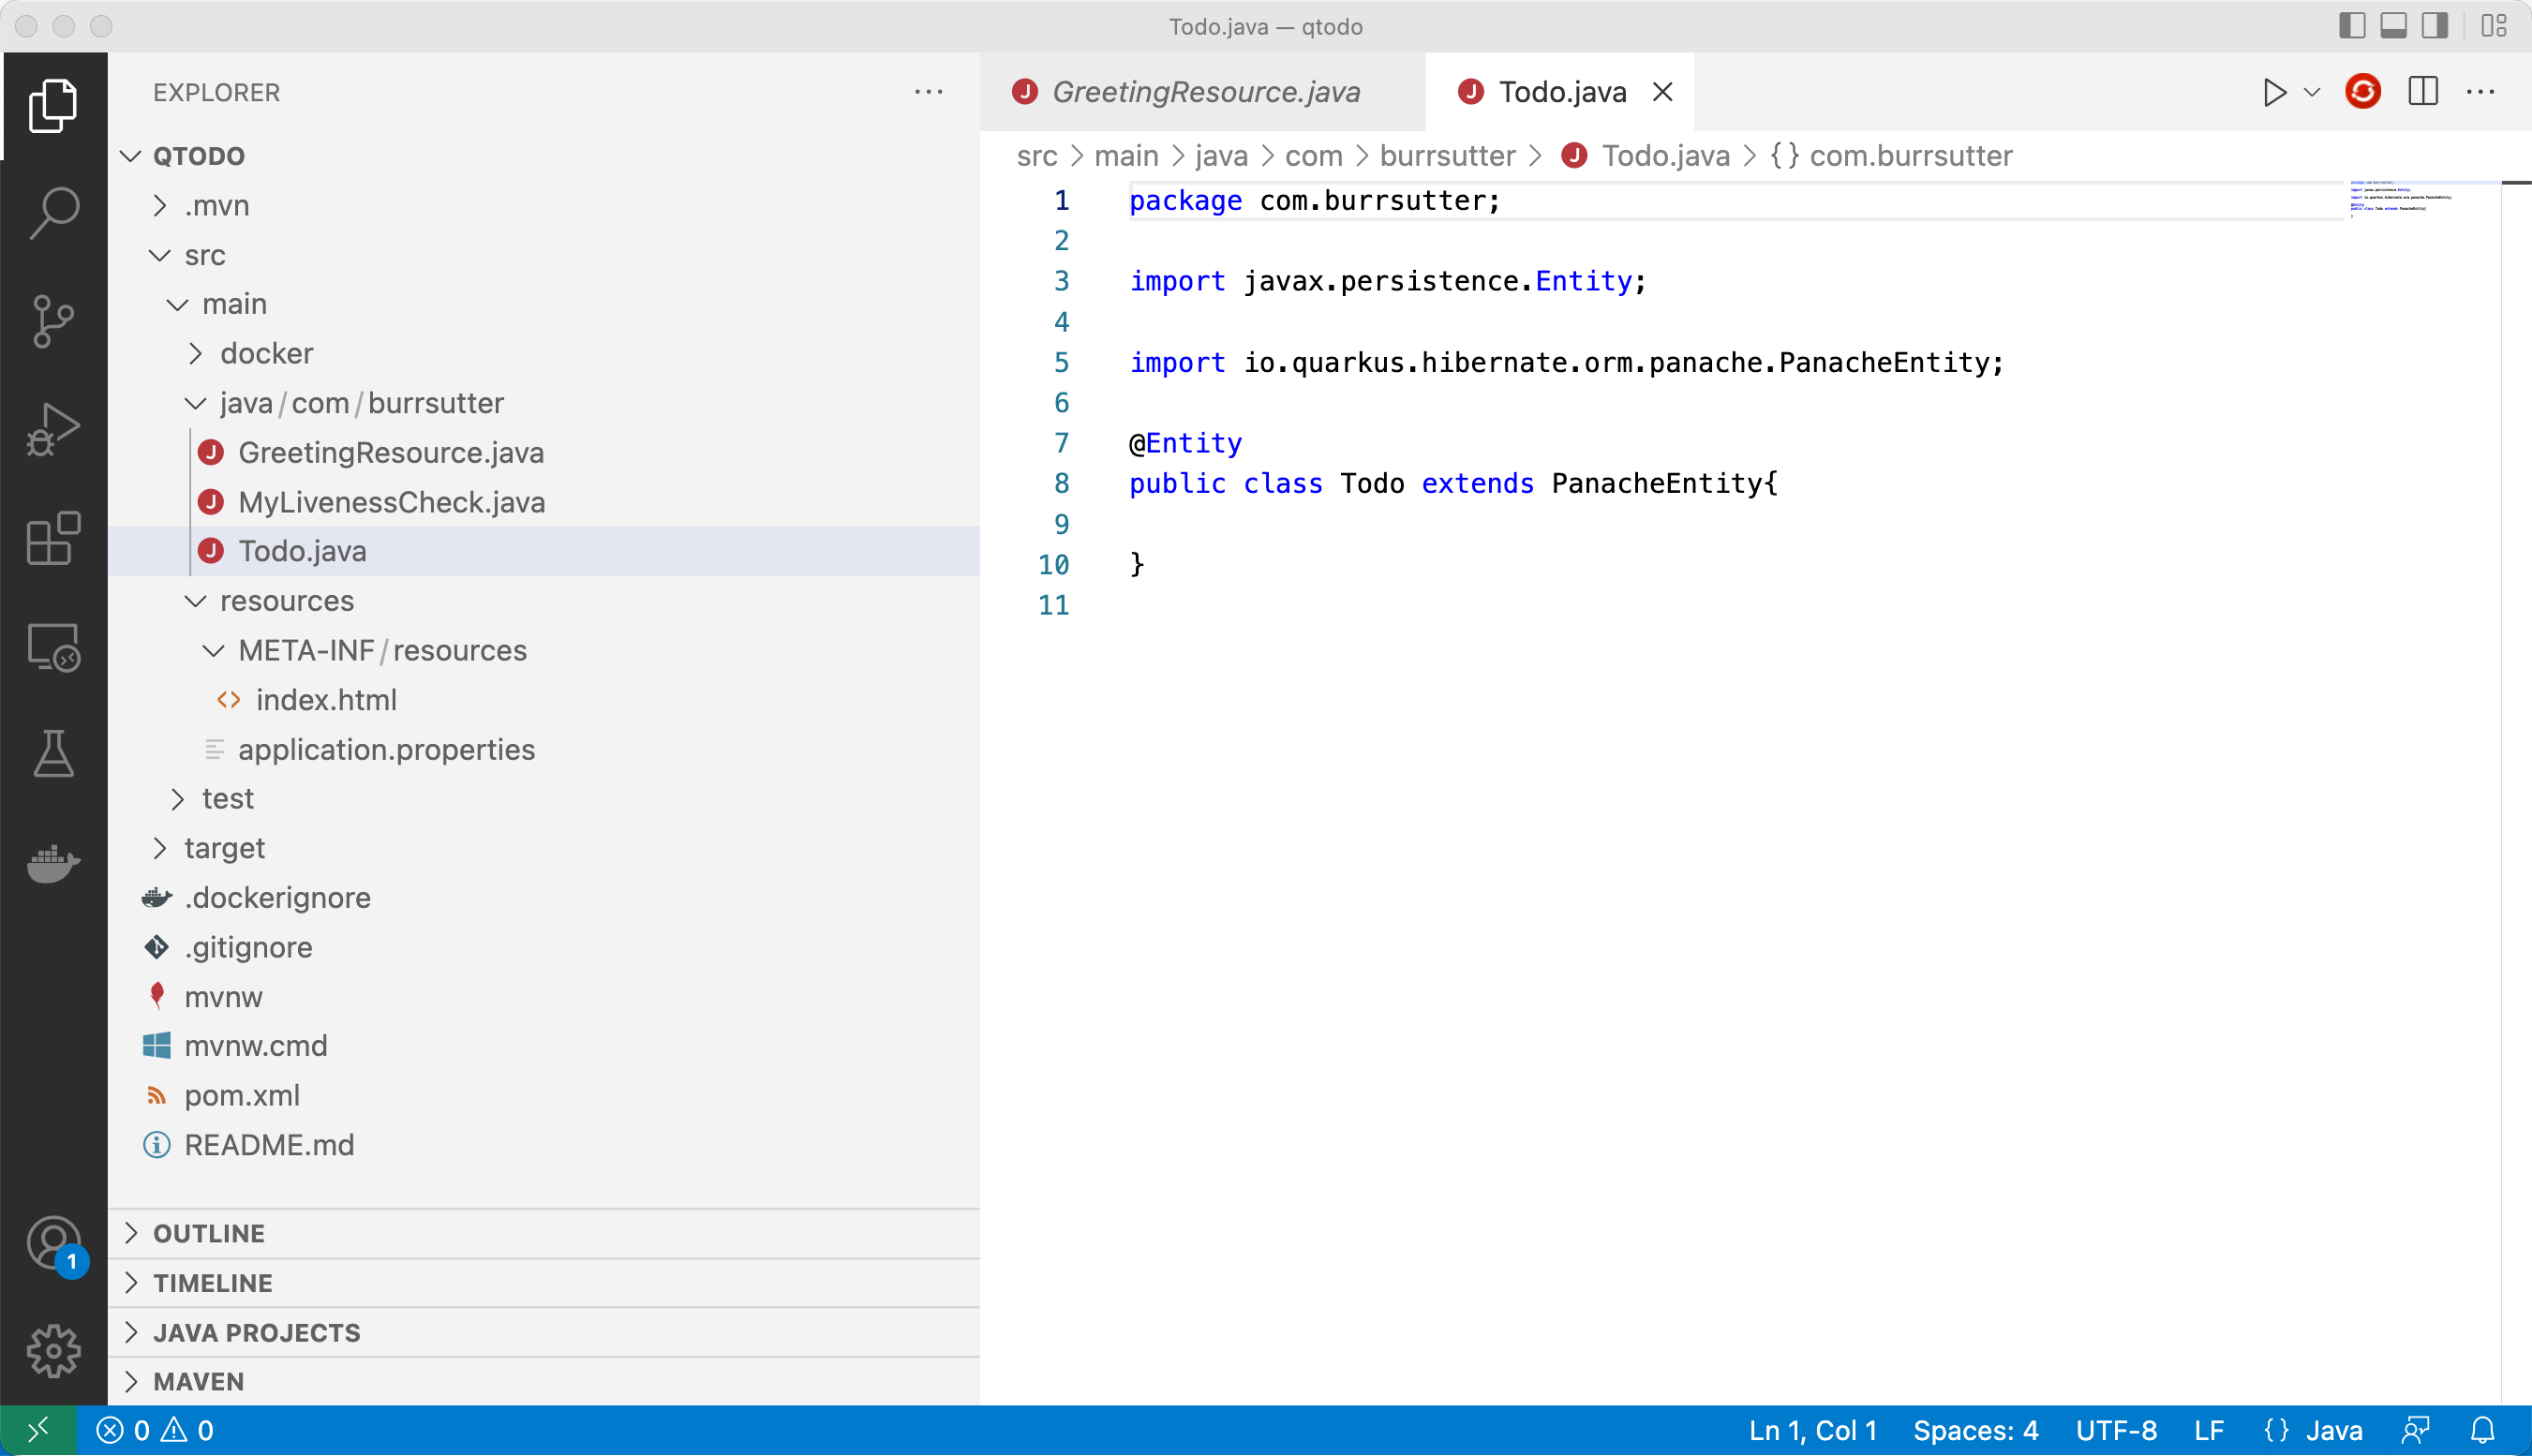 Todo.java — qtodo
EXPLORER
QTODO
.mvn
src
main
docker
java/com/burrsutter
GreetingResource.java
MyLivenessCheck.java
Todo.java
resources
META-INF/resources
index.html
application.properties
test
target
.dockerignore
.gitignore
mvnw
mvnw.cmd
pom.xml
README.md
OUTLINE
TIMELINE
JAVA PROJECTS
MAVEN
1
GreetingResource.java
Todo.java
src > main > java > com > burrsutter > Todo.java > {} com.burrsutter
1 package com.burrsutter;
2
3 import javax.persistence.Entity;
4
5 import io.quarkus.hibernate.orm.panache.PanacheEntity;
6
7 @Entity
8 public class Todo extends PanacheEntity{
9
10 }
11
0 0
Ln 1, Col 1 Spaces: 4 UTF-8 LF {} Java